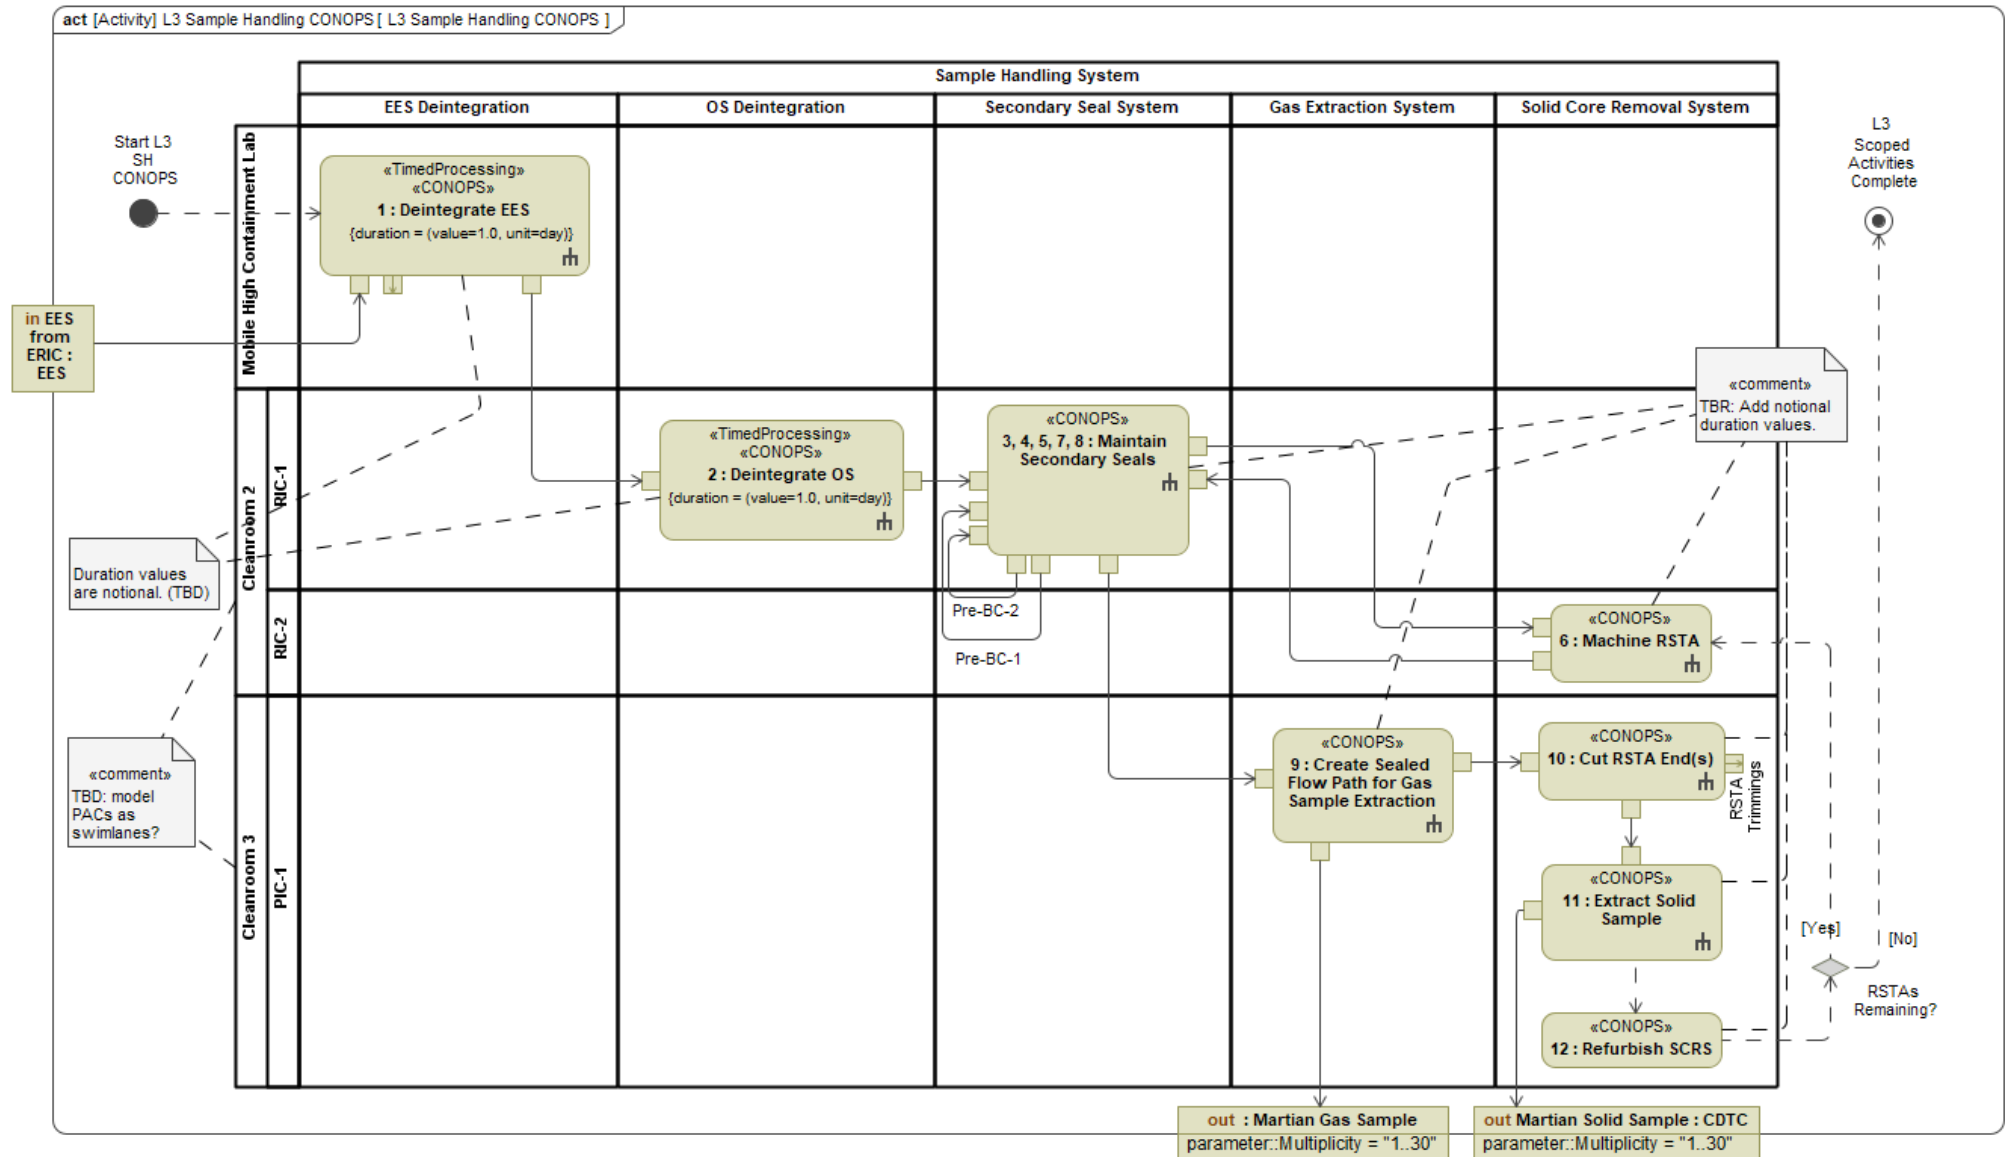 act [Activity] L3 Sample Handling CONOPS [ L3 Sample Handling CONOPS ]
Sample Handling System
EES Deintegration
OS Deintegration
Secondary Seal System
Gas Extraction System
Solid Core Removal System
Start L3
SH
CONOPS
Mobile High Containment Lab
«TimedProcessing»
«CONOPS»
1 : Deintegrate EES
{duration = (value=1.0, unit=day)}
L3
Scoped
Activities
Complete
in EES
from
ERIC :
EES
Cleanroom 2
RIC-1
«TimedProcessing»
«CONOPS»
2 : Deintegrate OS
{duration = (value=1.0, unit=day)}
«CONOPS»
3, 4, 5, 7, 8 : Maintain
Secondary Seals
«comment»
TBR: Add notional
duration values.
Duration values
are notional. (TBD)
Pre-BC-2
Pre-BC-1
RIC-2
«CONOPS»
6 : Machine RSTA
«comment»
TBD: model
PACs as
swimlanes?
Cleanroom 3
PIC-1
«CONOPS»
9 : Create Sealed
Flow Path for Gas
Sample Extraction
«CONOPS»
10 : Cut RSTA End(s)
RSTA
Trimmings
«CONOPS»
11 : Extract Solid
Sample
«CONOPS»
12 : Refurbish SCRS
[Yes]
[No]
RSTAs
Remaining?
out : Martian Gas Sample
parameter::Multiplicity = "1..30"
out Martian Solid Sample : CDTC
parameter::Multiplicity = "1..30"